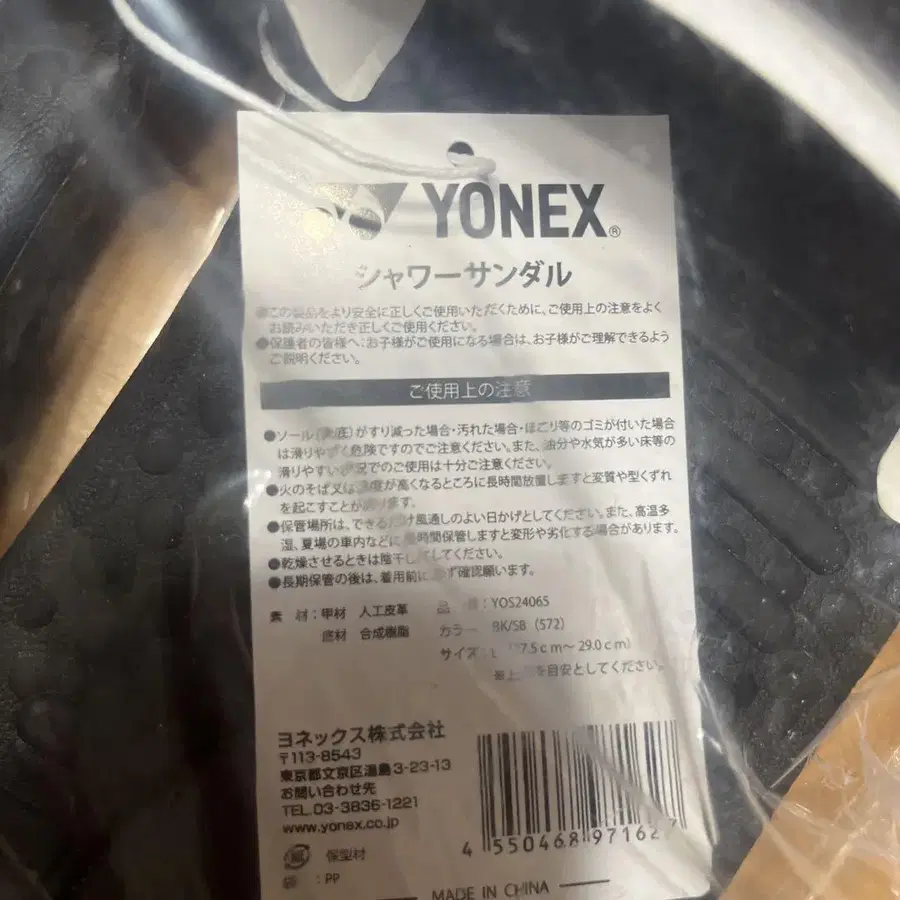 YONEX®
シャワーサンダル
●この製品をより安全に正しくご使用いただくために、ご使用上の注意をよく
お読みいただき正しくご使用ください。
●保護者の皆様へ:お子様がご使用になる場合は、お子様がご理解できるよう
ご説明ください。
ご使用上の注意
●ソール(底)がすり減った場合・汚れた場合・ほこり等のゴミが付いた場合
は滑りやすく危険ですのでご注意ください。また、油分や水気が多い床等の
滑りやすい状況でのご使用は十分ご注意ください。
●火のそば又は温度が高くなるところに長時間放置しますと変質や型くずれ
を起こすことがあります。
●保管場所は、できるだけ風通しのよい日かげとしてください。また、高温多
湿、夏場の車内などに長時間保管しますと変形や劣化する場合があります。
●乾燥させるときは陰干ししてください。
●長期保管の後は、着用前に必ず確認願います。
素 材:甲材 人工皮革 品 番:YOS24065
底材 合成樹脂 カラー BK/SB (572)
サイズ:L 7.5cm〜29.0cm)
※上 を目安としてください。
ヨネックス株式会社
〒113-8543
東京都文京区湯島3-23-13
お問い合わせ先
TEL.03-3836-1221
www.yonex.co.jp
保型材
袋 :PP
4 550468 971627
MADE IN CHINA